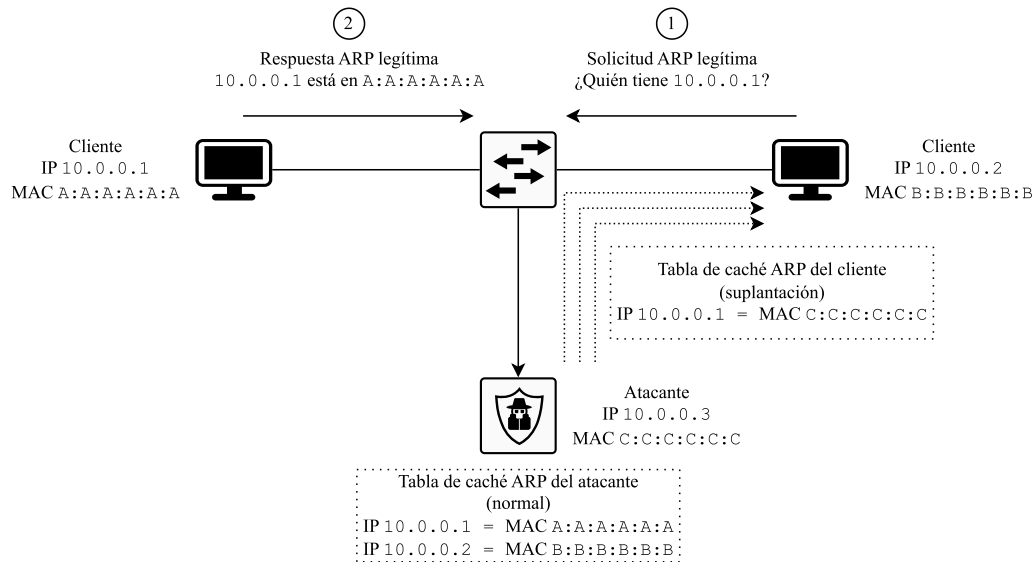 2
Respuesta ARP legítima
10.0.0.1 está en A:A:A:A:A:A
1
Solicitud ARP legítima
¿Quién tiene 10.0.0.1?
Cliente
IP 10.0.0.1
MAC A:A:A:A:A:A
Cliente
IP 10.0.0.2
MAC B:B:B:B:B:B
Tabla de caché ARP del cliente
(suplantación)
IP 10.0.0.1 = MAC C:C:C:C:C:C
Atacante
IP 10.0.0.3
MAC C:C:C:C:C:C
Tabla de caché ARP del atacante
(normal)
IP 10.0.0.1 = MAC A:A:A:A:A:A
IP 10.0.0.2 = MAC B:B:B:B:B:B